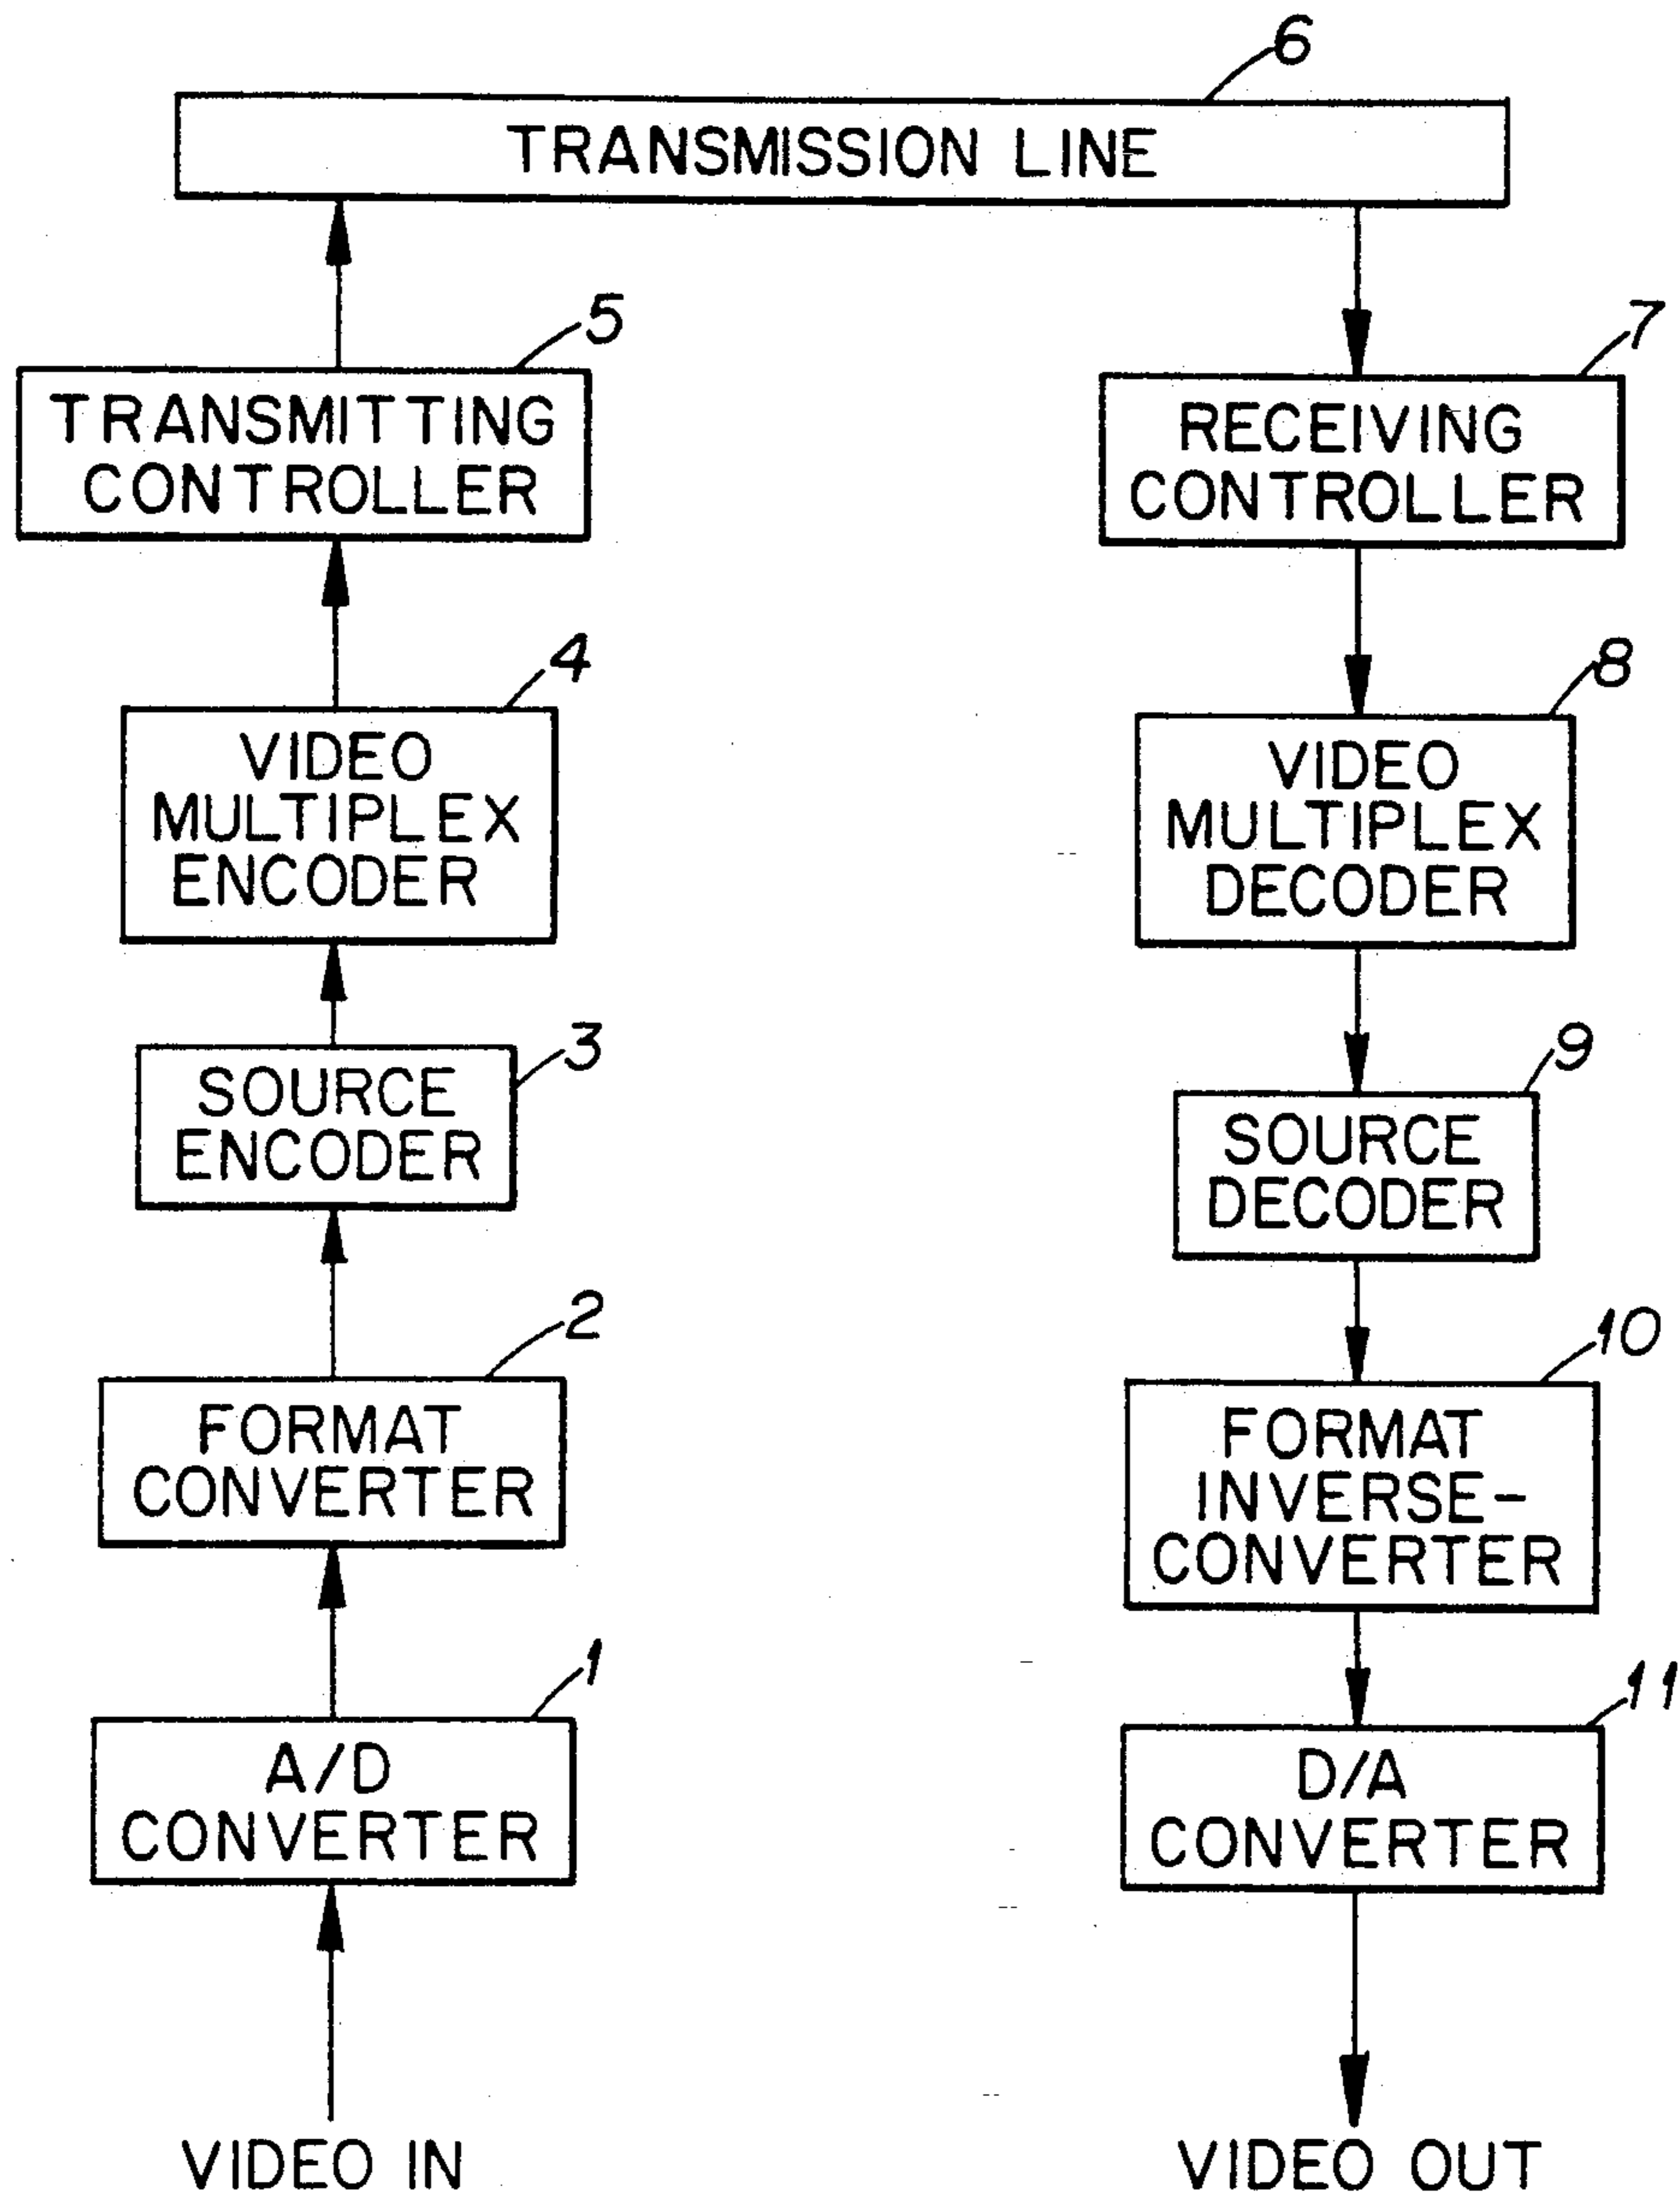 6
TRANSMISSION LINE
5
TRANSMITTING
CONTROLLER
7
RECEIVING
CONTROLLER
4
VIDEO
MULTIPLEX
ENCODER
8
VIDEO
MULTIPLEX
DECODER
3
SOURCE
ENCODER
9
SOURCE
DECODER
2
FORMAT
CONVERTER
10
FORMAT
INVERSE-
CONVERTER
1
A/D
CONVERTER
11
D/A
CONVERTER
VIDEO IN
VIDEO OUT